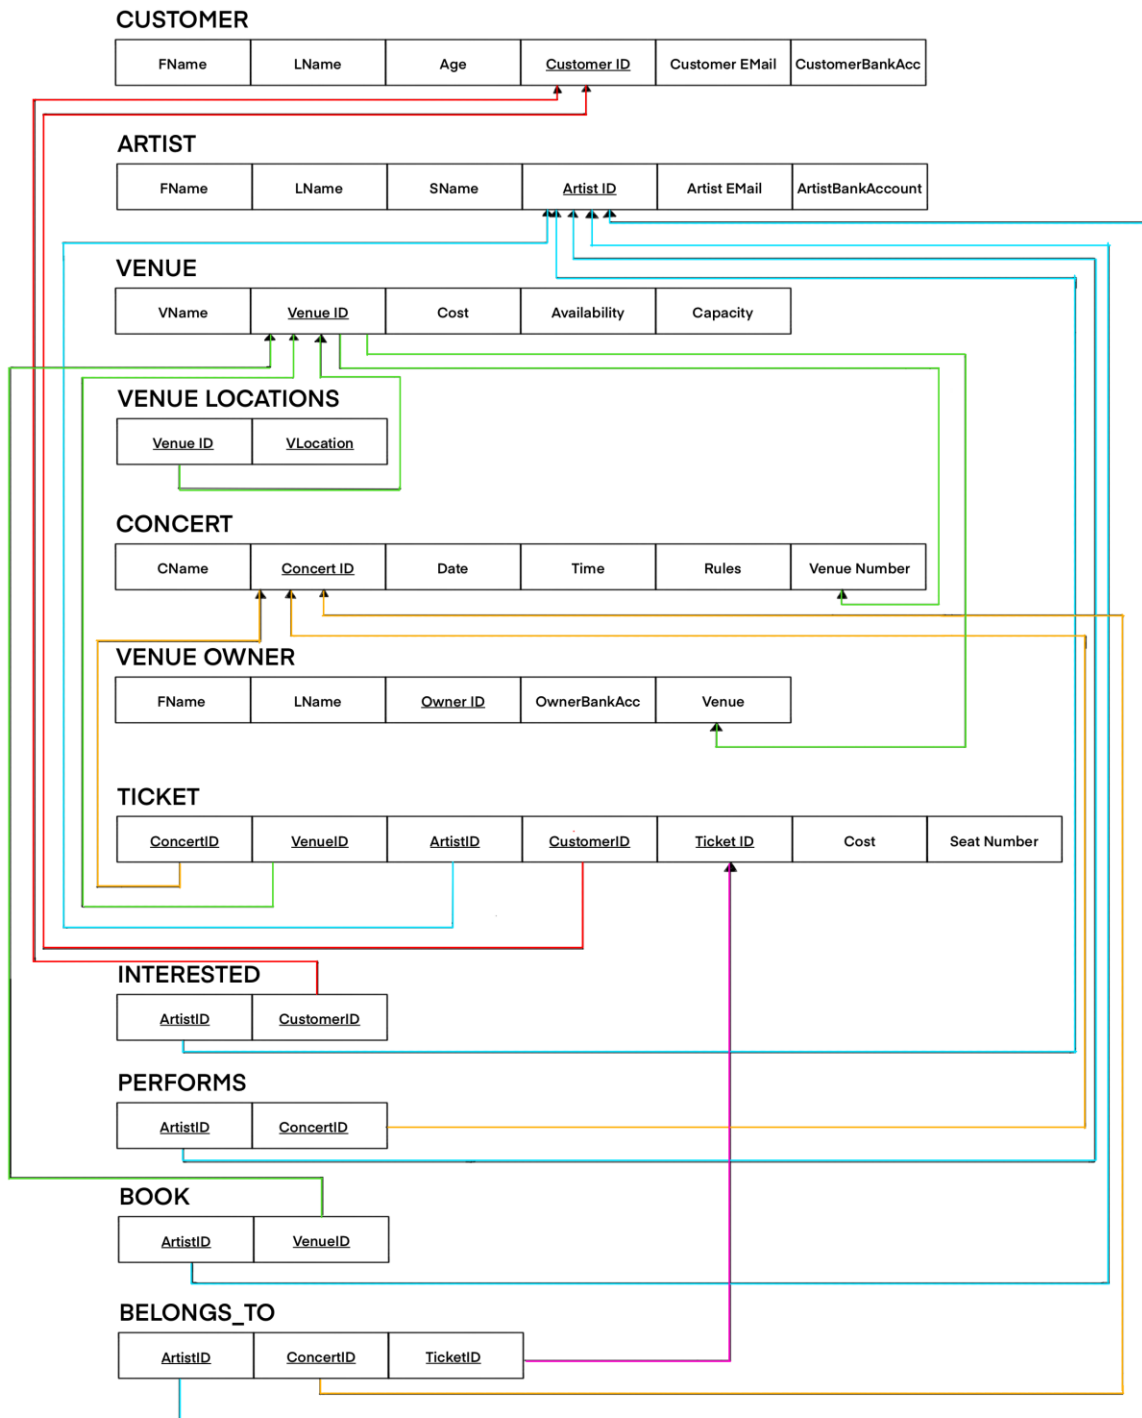 CUSTOMER
FName LName Age Customer ID Customer EMail CustomerBankAcc
ARTIST
FName LName SName Artist ID Artist EMail ArtistBankAccount
VENUE
VName Venue ID Cost Availability Capacity
VENUE LOCATIONS
Venue ID VLocation
CONCERT
CName Concert ID Date Time Rules Venue Number
VENUE OWNER
FName LName Owner ID OwnerBankAcc Venue
TICKET
ConcertID VenueID ArtistID CustomerID Ticket ID Cost Seat Number
INTERESTED
ArtistID CustomerID
PERFORMS
ArtistID ConcertID
BOOK
ArtistID VenueID
BELONGS_TO
ArtistID ConcertID TicketID